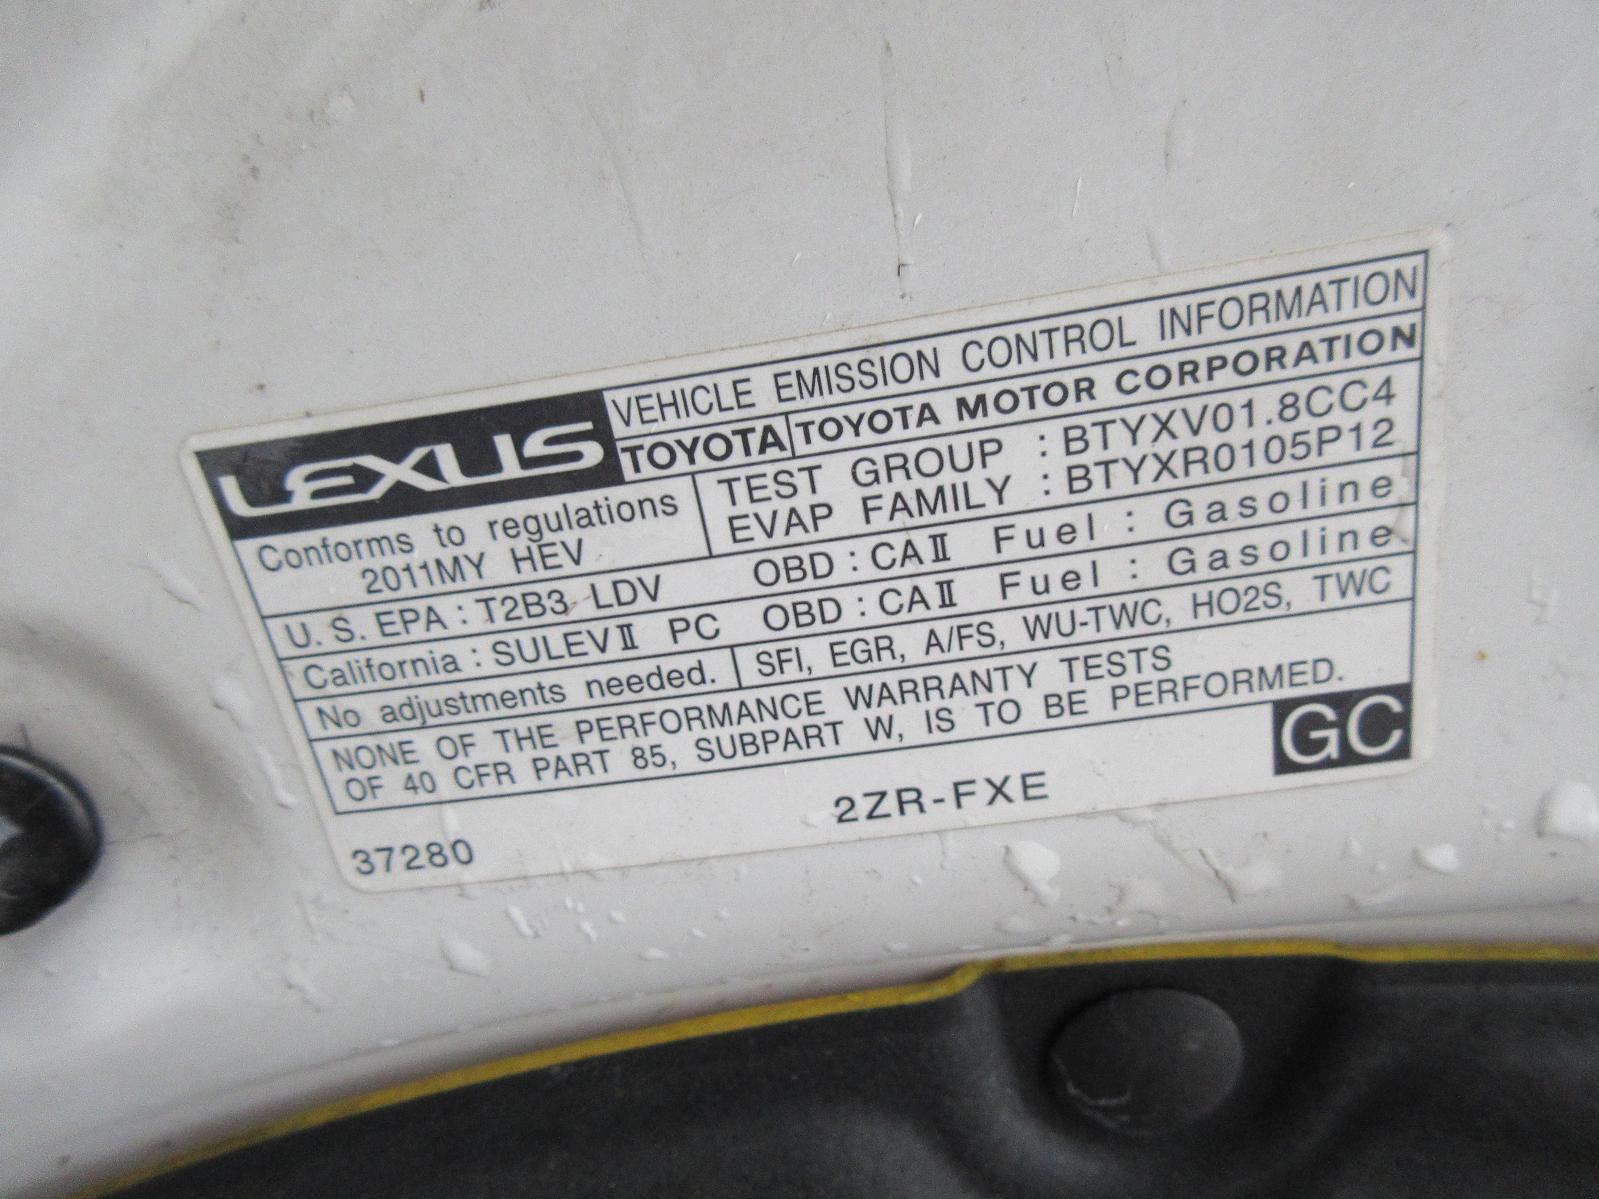 LEXUS VEHICLE EMISSION CONTROL INFORMATION
TOYOTA TOYOTA MOTOR CORPORATION
Conforms to regulations
2011MY HEV
TEST GROUP : BTYXV01.8CC4
EVAP FAMILY : BTYXR0105P12
U. S. EPA : T2B3 LDV OBD : CAⅡ Fuel : Gasoline
California : SULEVⅡ PC OBD : CAⅡ Fuel : Gasoline
No adjustments needed. SFI, EGR, A/FS, WU-TWC, HO2S, TWC
NONE OF THE PERFORMANCE WARRANTY TESTS
OF 40 CFR PART 85, SUBPART W, IS TO BE PERFORMED.
GC
37280 2ZR-FXE